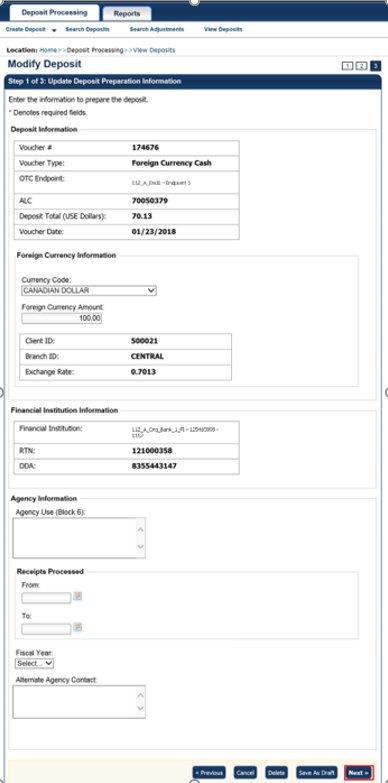 Deposit Processing Reports
Create Deposit Search Deposits Search Adjustments View Deposits
Location: Home>>Deposit Processing>>View Deposits
Modify Deposit 1 2 3
Step 1 of 3: Update Deposit Preparation Information
Enter the information to prepare the deposit.
* Denotes required fields.
Deposit Information
Voucher # 174676
Voucher Type: Foreign Currency Cash
OTC Endpoint: 112_A_End1 - Endpoint 1
ALC 70050379
Deposit Total (USE Dollars): 70.13
Voucher Date: 01/23/2018
Foreign Currency Information
Currency Code:
CANADIAN DOLLAR
Foreign Currency Amount:
100.00
Client ID: 500021
Branch ID: CENTRAL
Exchange Rate: 0.7013
Financial Institution Information
Financial Institution:
1112
RTN: 121000358
DDA: 8355443147
Agency Information
Agency Use (Block 6):
Receipts Processed
From:
To:
Fiscal Year:
Select...
Alternate Agency Contact:
< Previous Cancel Delete Save As Draft Next »